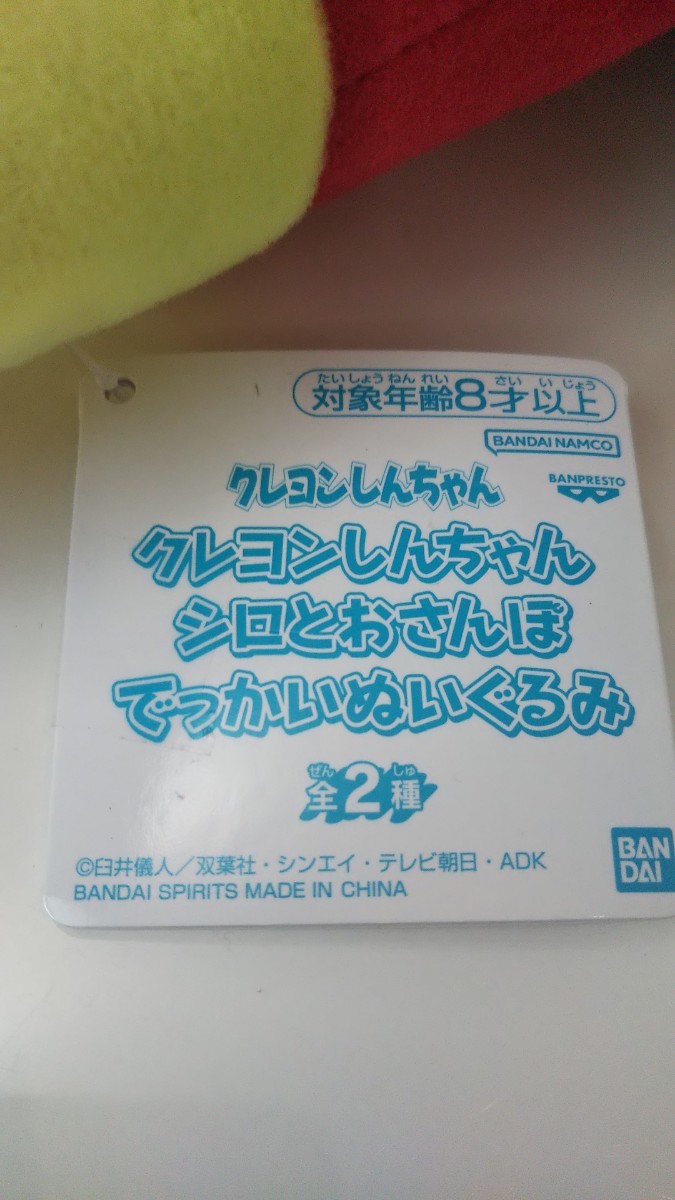 たいしょうねんれい さい いじょう
対象年齢8才以上
BANDAI NAMCO
BANPRESTO
クレヨンしんちゃん
クレヨンしんちゃん
シロとおさんぽ
でっかいぬいぐるみ
ぜん しゅ
全2種
©臼井儀人／双葉社・シンエイ・テレビ朝日・ADK
BANDAI SPIRITS MADE IN CHINA
BAN
DAI